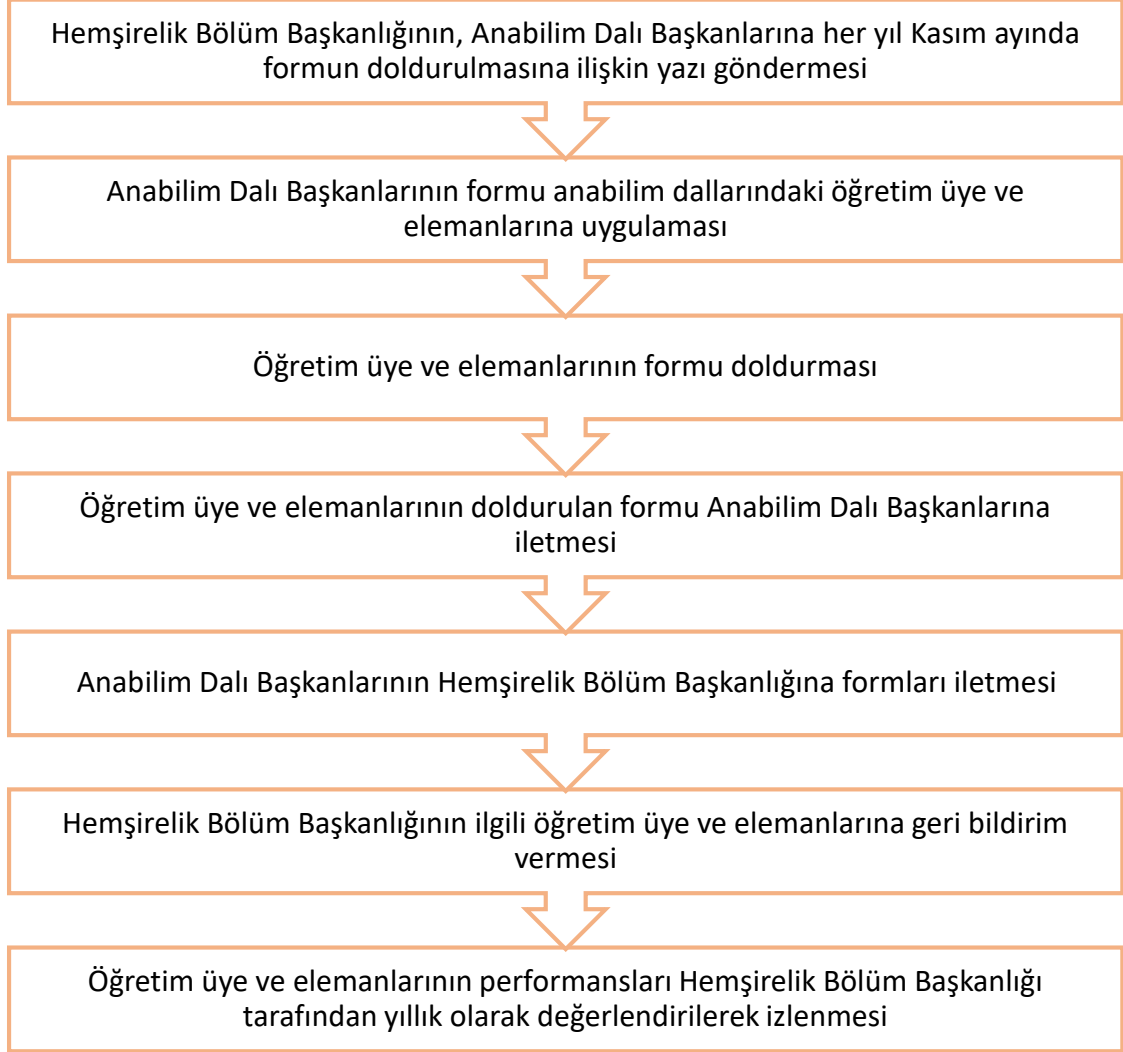 Hemşirelik Bölüm Başkanlığının, Anabilim Dalı Başkanlarına her yıl Kasım ayında
formun doldurulmasına ilişkin yazı göndermesi
Anabilim Dalı Başkanlarının formu anabilim dallarındaki öğretim üye ve
elemanlarına uygulaması
Öğretim üye ve elemanlarının formu doldurması
Öğretim üye ve elemanlarının doldurulan formu Anabilim Dalı Başkanlarına
iletmesi
Anabilim Dalı Başkanlarının Hemşirelik Bölüm Başkanlığına formları iletmesi
Hemşirelik Bölüm Başkanlığının ilgili öğretim üye ve elemanlarına geri bildirim
vermesi
Öğretim üye ve elemanlarının performansları Hemşirelik Bölüm Başkanlığı
tarafından yıllık olarak değerlendirilerek izlenmesi